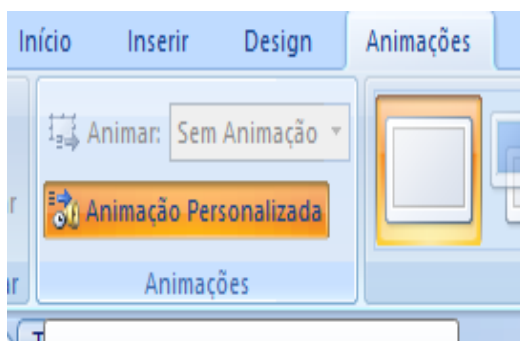 Início Inserir Design Animações
Animar: Sem Animação
Animação Personalizada
Animações